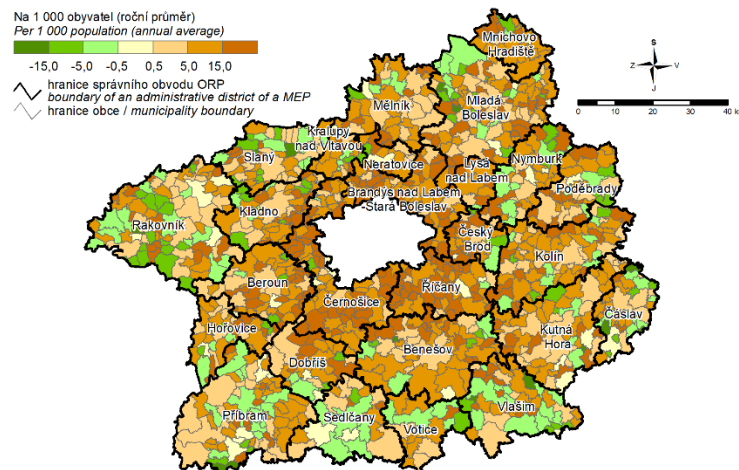 Na 1 000 obyvatel (roční průměr)
Per 1 000 population (annual average)
-15,0 -5,0 -0.5 0,5 5.0 15,0
hranice správního obvodu ORP
boundary of an administrative district of a MEP
hranice obce / municipality boundary
S
Z V
J
0 10 20 40 k
Mnichovo
Hradiště
Mělník
Mladá
Boleslav
Kralupy
nad Vltavou
Slaný
Neratovice
Lysá
nad Labem
Nymburk
Poděbrady
Brandýs nad Labem
-Stará Boleslav
Rakovník
Kladno
Český
Brod
Kolín
Beroun
Černošice
Říčany
Hořovice
Kutná
Hora
Čáslav
Dobříš
Benešov
Příbram
Sedlčany
Votice
Vlašim